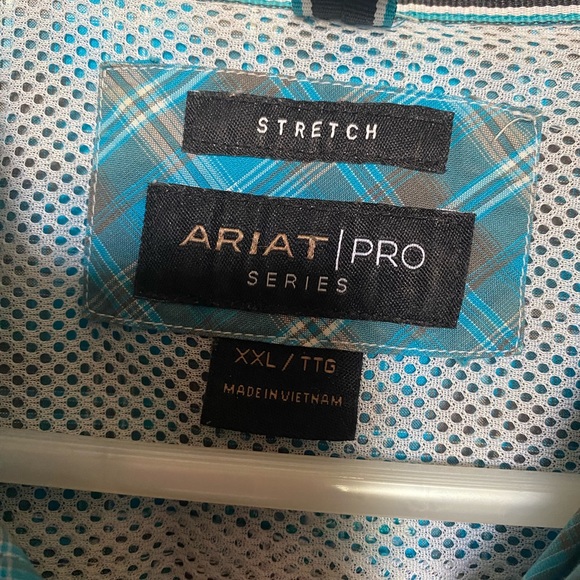 STRETCH
ARIAT | PRO
SERIES
XXL / TTG
MADE IN VIETNAM